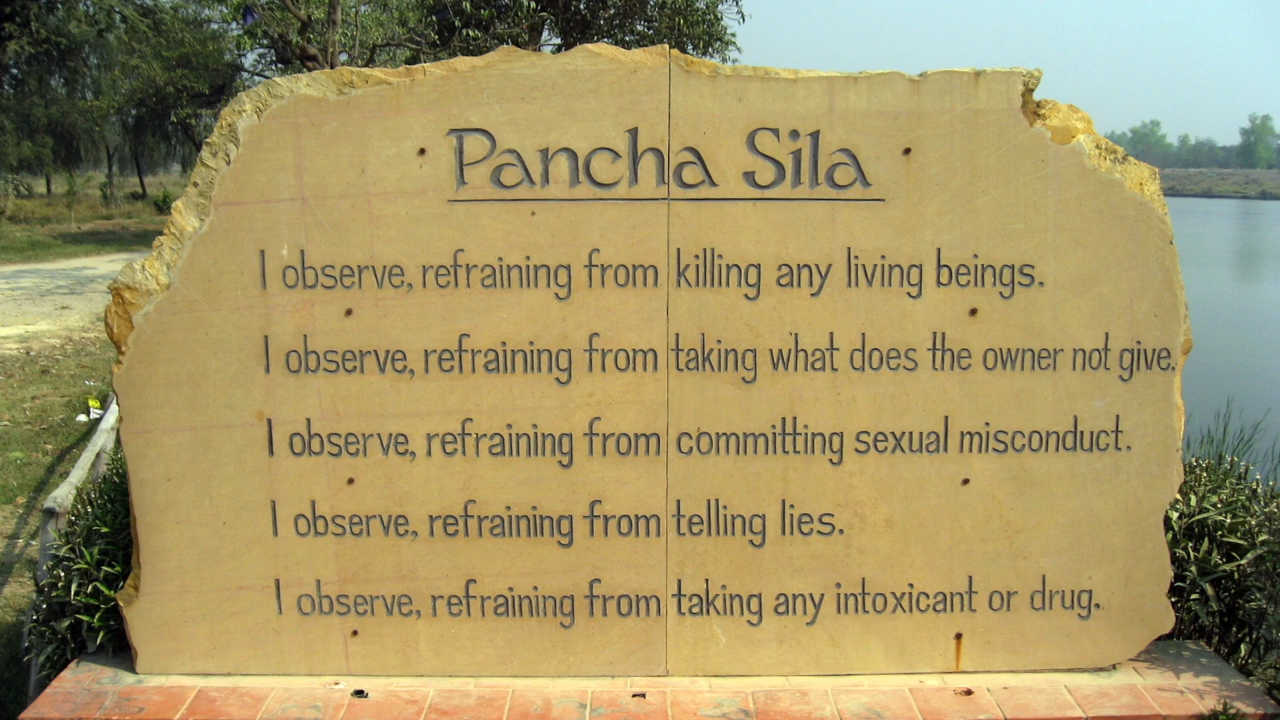 Pancha Sila
I observe, refraining from killing any living beings.
I observe, refraining from taking what does the owner not give.
I observe, refraining from committing sexual misconduct.
I observe, refraining from telling lies.
I observe, refraining from taking any intoxicant or drug.